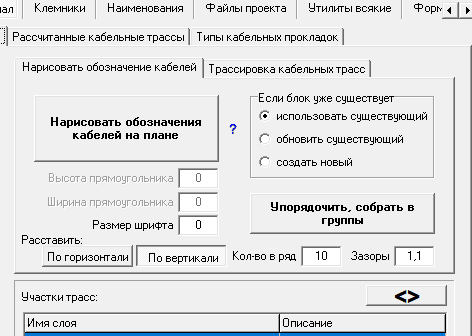 ал Клеммники Наименования Файлы проекта Утилиты всякие Форм
Рассчитанные кабельные трассы Типы кабельных прокладок
Нарисовать обозначение кабелей Трассировка кабельных трасс
Нарисовать обозначения
кабелей на плане
?
Если блок уже существует
использовать существующий
обновить существующий
создать новый
Высота прямоугольника 0
Ширина прямоугольника 0
Размер шрифта 0
Упорядочить, собрать в
группы
Расставить:
По горизонтали По вертикали Кол-во в ряд 10 Зазоры 1,1
Участки трасс: <>
Имя слоя Описание